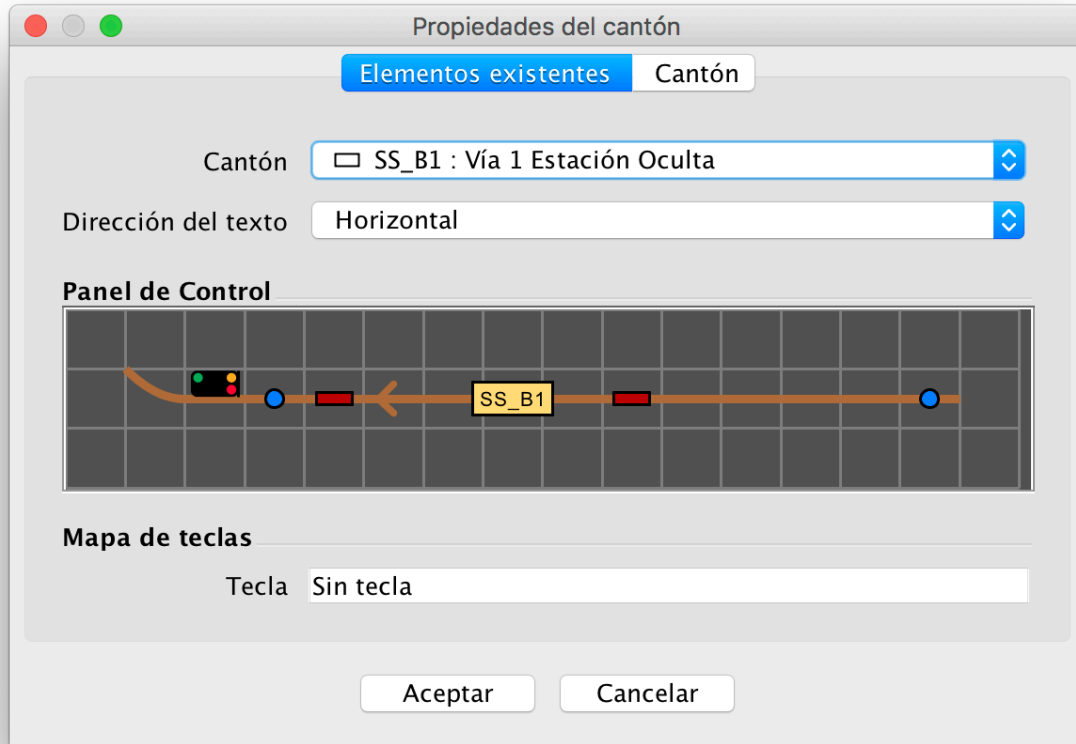 Propiedades del cantón
Elementos existentes Cantón
Cantón SS_B1 : Vía 1 Estación Oculta
Dirección del texto Horizontal
Panel de Control
SS_B1
Mapa de teclas
Tecla Sin tecla
Aceptar Cancelar